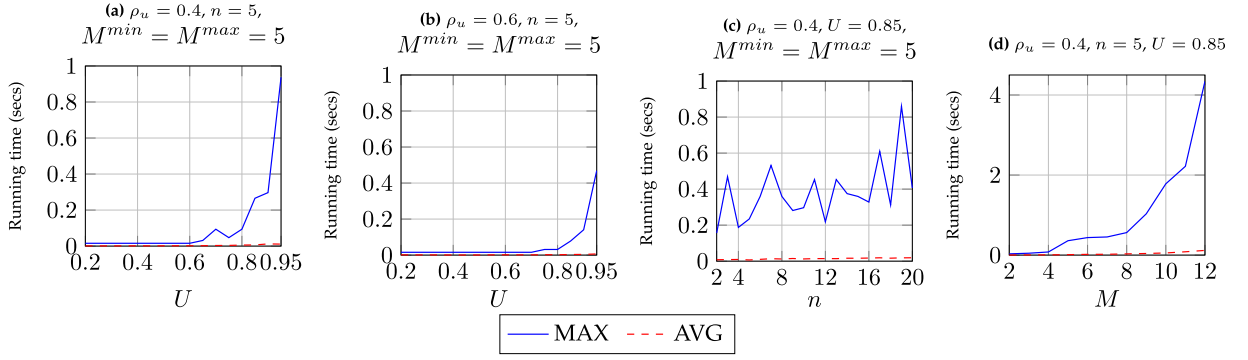 (a) ρ_u = 0.4, n = 5,
M^{min} = M^{max} = 5
1
0.8
0.6
0.4
0.2
0
0.2 0.4 0.6 0.8 0.95
Running time (secs)
U
(b) ρ_u = 0.6, n = 5,
M^{min} = M^{max} = 5
1
0.8
0.6
0.4
0.2
0
0.2 0.4 0.6 0.8 0.95
Running time (secs)
U
(c) ρ_u = 0.4, U = 0.85,
M^{min} = M^{max} = 5
1
0.8
0.6
0.4
0.2
0
2 4 8 12 16 20
Running time (secs)
n
(d) ρ_u = 0.4, n = 5, U = 0.85
4
2
0
2 4 6 8 10 12
Running time (secs)
M
MAX AVG